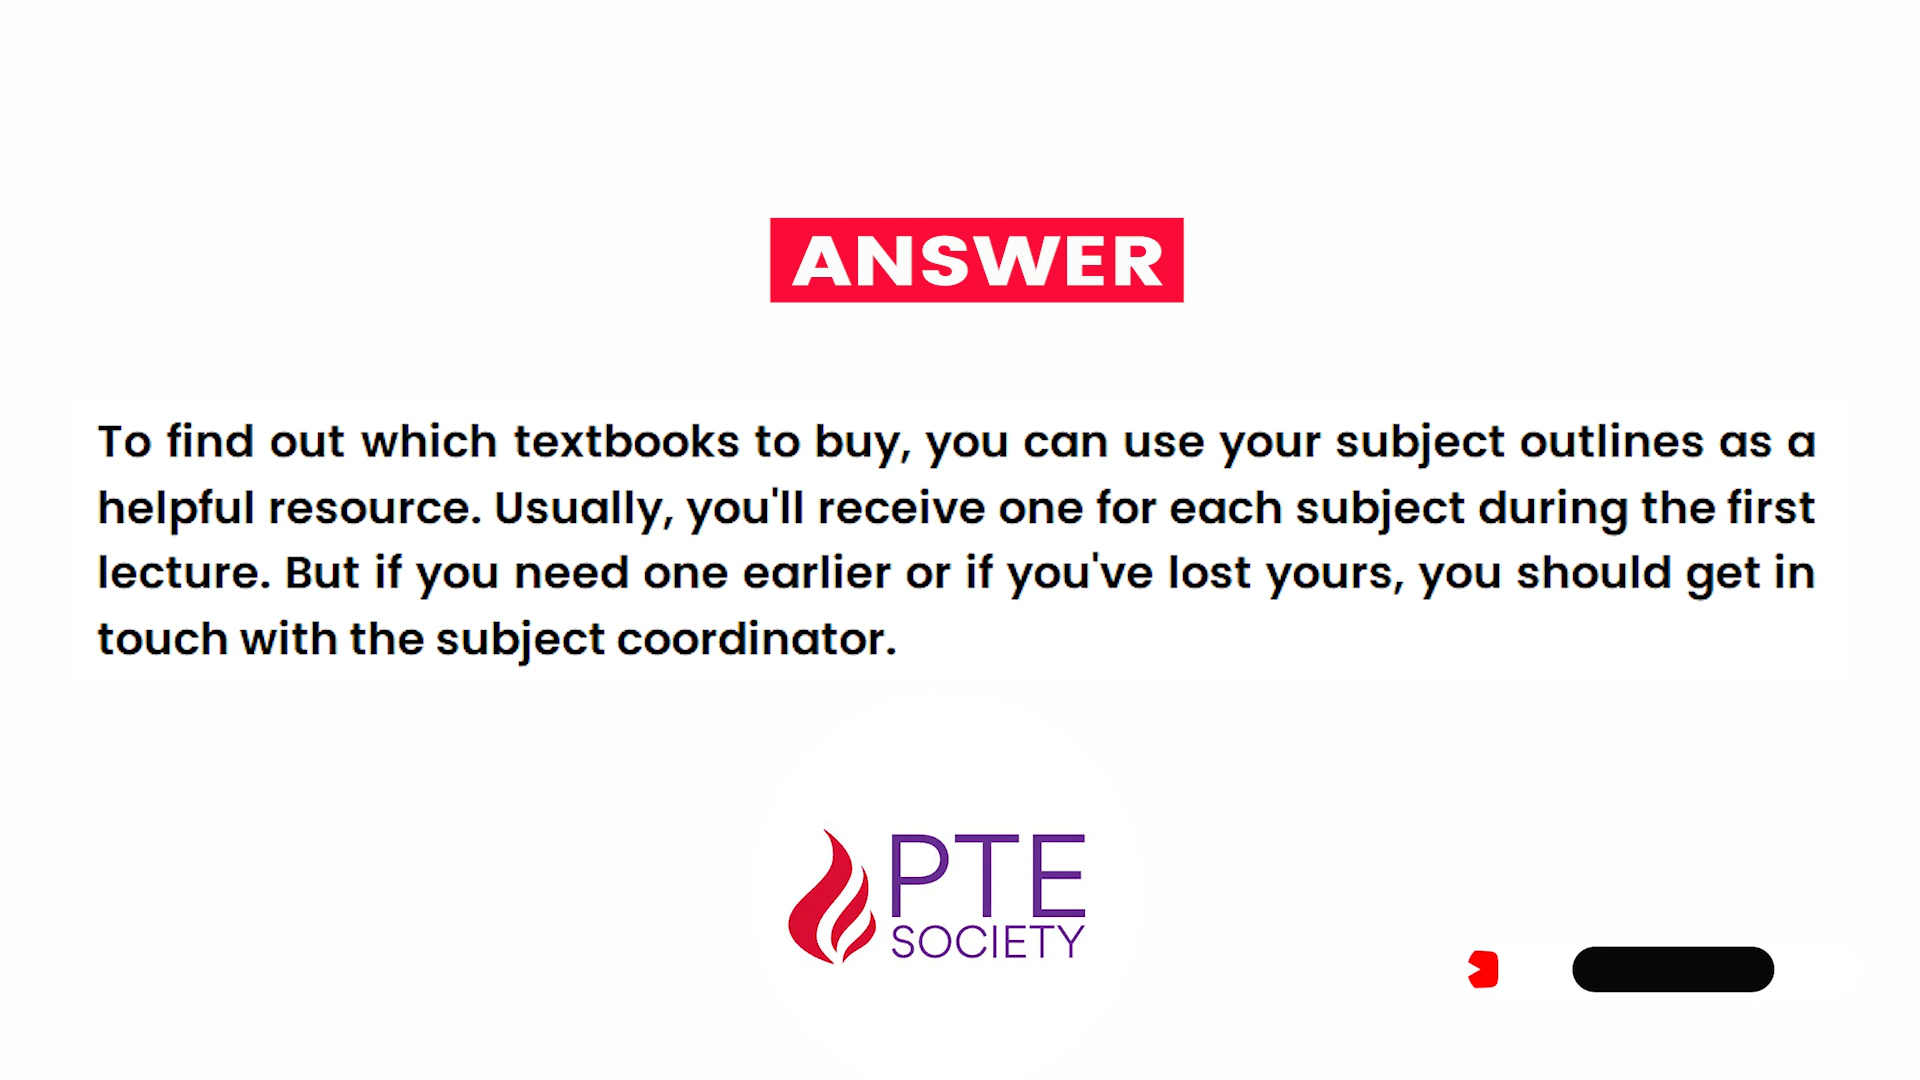 ANSWER
To find out which textbooks to buy, you can use your subject outlines as a
helpful resource. Usually, you'll receive one for each subject during the first
lecture. But if you need one earlier or if you've lost yours, you should get in
touch with the subject coordinator.
PTE
SOCIETY